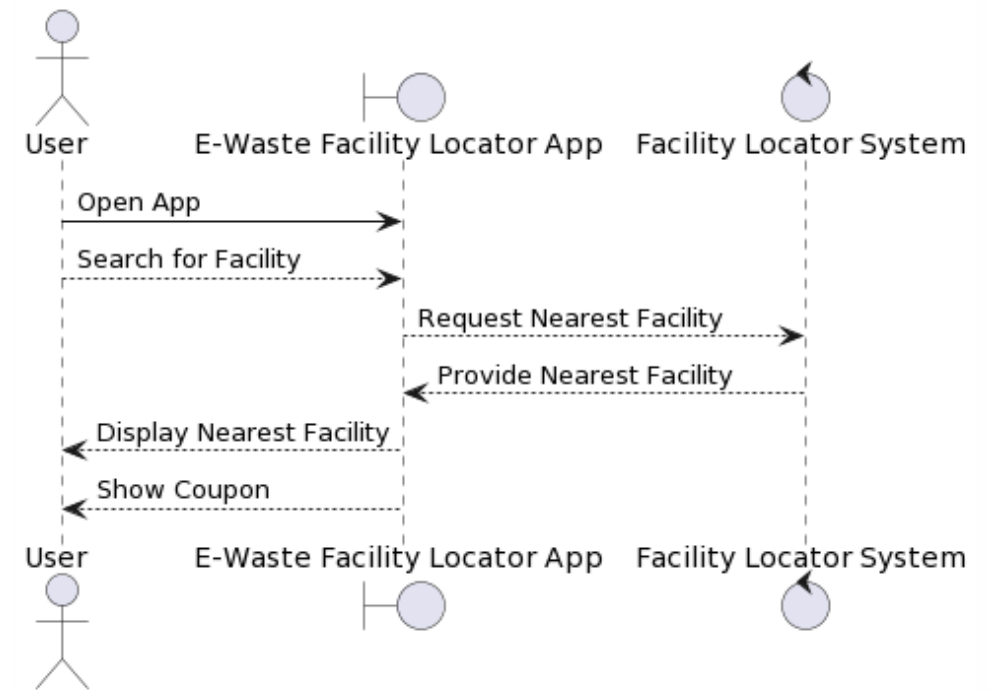 User
E-Waste Facility Locator App
Facility Locator System
Open App
Search for Facility
Request Nearest Facility
Provide Nearest Facility
Display Nearest Facility
Show Coupon
User
E-Waste Facility Locator App
Facility Locator System